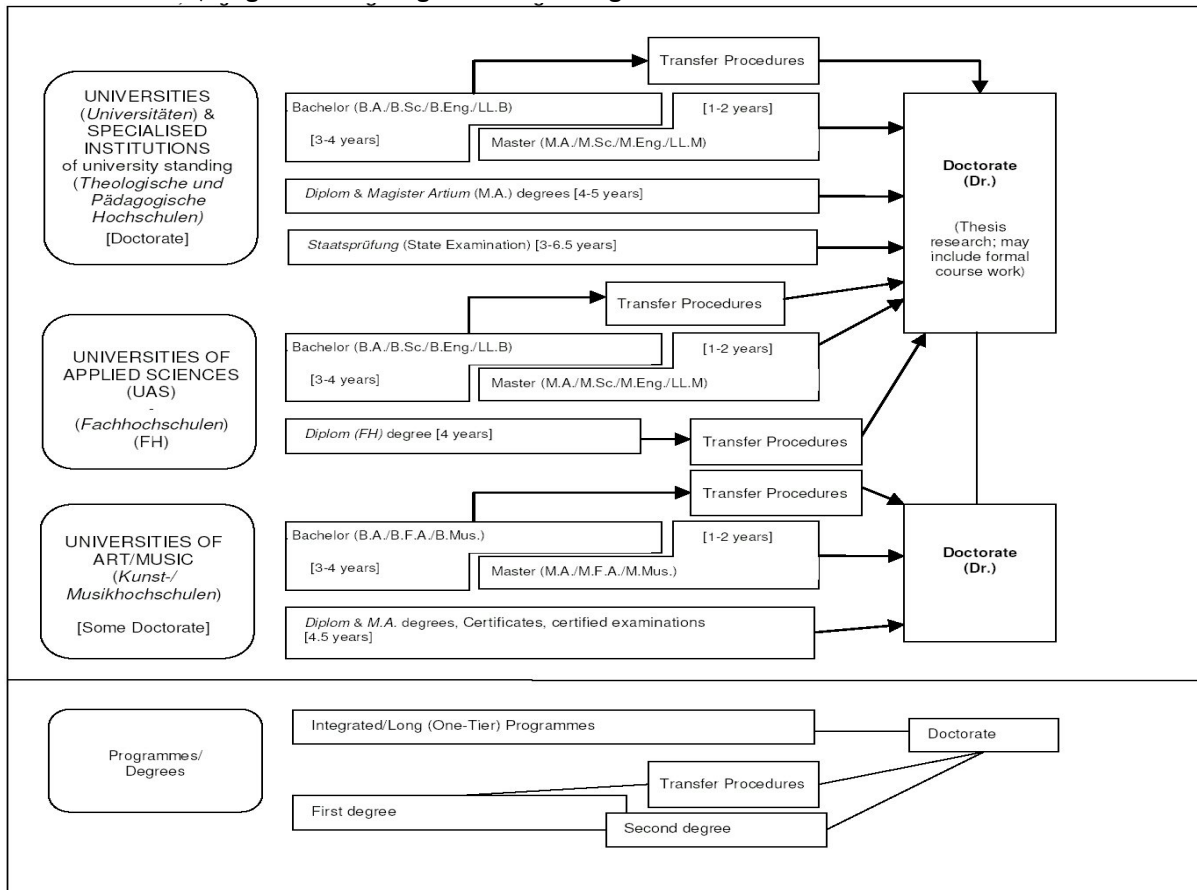 Transfer Procedures
UNIVERSITIES
(Universitäten) &
SPECIALISED
INSTITUTIONS
of university standing
(Theologische und
Pädagogische
Hochschulen)
[Doctorate]
. Bachelor (B.A./B.Sc./B.Eng./LL.B)
[3-4 years]
[1-2 years]
Master (M.A./M.Sc./M.Eng./LL.M)
Diplom & Magister Artium (M.A.) degrees [4-5 years]
Staatsprüfung (State Examination) [3-6.5 years]
Doctorate
(Dr.)
(Thesis
research; may
include formal
course work)
Transfer Procedures
UNIVERSITIES OF
APPLIED SCIENCES
(UAS)
-
(Fachhochschulen)
(FH)
. Bachelor (B.A./B.Sc./B.Eng./LL.B)
[3-4 years]
[1-2 years]
Master (M.A./M.Sc./M.Eng./LL.M)
Diplom (FH) degree [4 years]
Transfer Procedures
Transfer Procedures
UNIVERSITIES OF
ART/MUSIC
(Kunst-/
Musikhochschulen)
[Some Doctorate]
. Bachelor (B.A./B.F.A./B.Mus.)
[3-4 years]
[1-2 years]
Master (M.A./M.F.A./M.Mus.)
Diplom & M.A. degrees, Certificates, certified examinations
[4.5 years]
Doctorate
(Dr.)
Programmes/
Degrees
Integrated/Long (One-Tier) Programmes
Doctorate
Transfer Procedures
First degree
Second degree